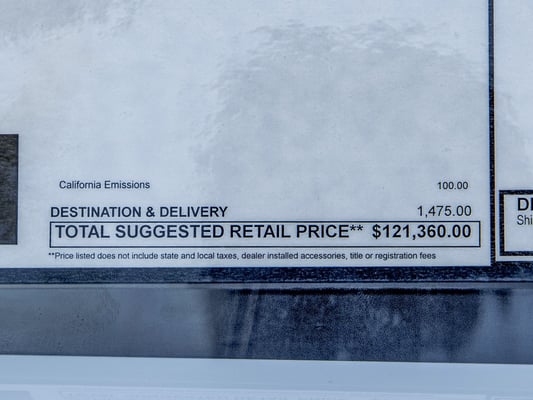 California Emissions 100.00
DESTINATION & DELIVERY 1,475.00
TOTAL SUGGESTED RETAIL PRICE** $121,360.00
**Price listed does not include state and local taxes, dealer installed accessories, title or registration fees